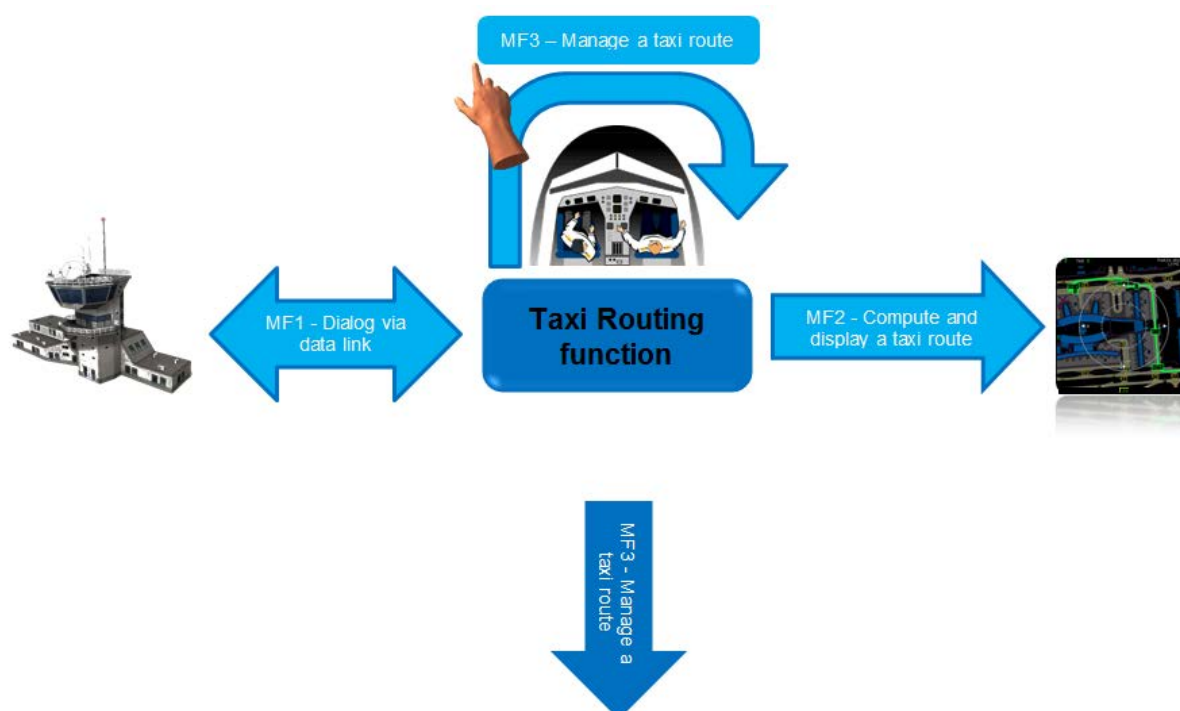 MF3 – Manage a taxi route
MF1 - Dialog via
data link
Taxi Routing
function
MF2 - Compute and
display a taxi route
MF3 - Manage a
taxi route